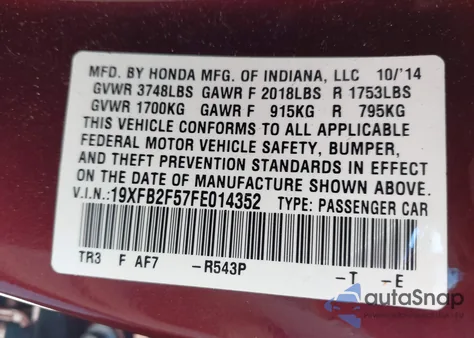 MFD. BY HONDA MFG. OF INDIANA, LLC 10/'14
GVWR 3748LBS GAWR F 2018LBS R 1753LBS
GVWR 1700KG GAWR F 915KG R 795KG
THIS VEHICLE CONFORMS TO ALL APPLICABLE
FEDERAL MOTOR VEHICLE SAFETY, BUMPER,
AND THEFT PREVENTION STANDARDS IN EFFECT
ON THE DATE OF MANUFACTURE SHOWN ABOVE.
V.I.N.:19XFB2F57FE014352 TYPE: PASSENGER CAR
TR3 F AF7 -R543P -T -E
autoSnap